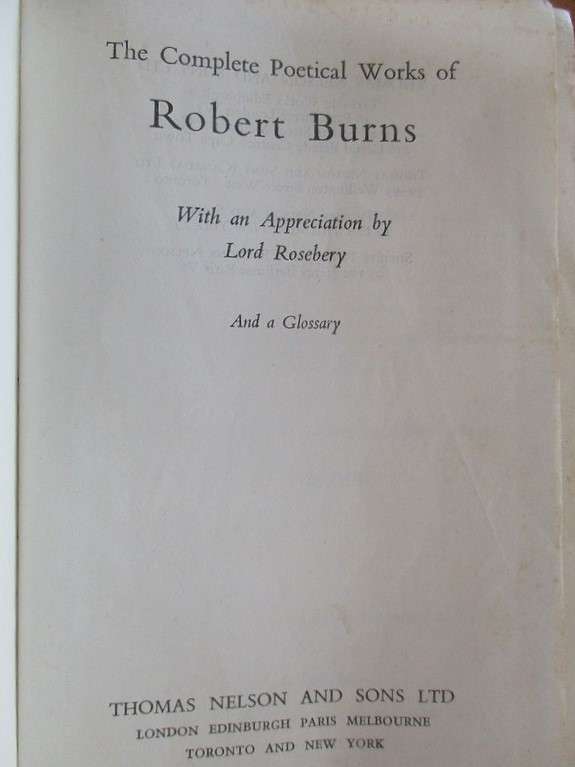 The Complete Poetical Works of
Robert Burns
With an Appreciation by
Lord Rosebery
And a Glossary
THOMAS NELSON AND SONS LTD
LONDON EDINBURGH PARIS MELBOURNE
TORONTO AND NEW YORK